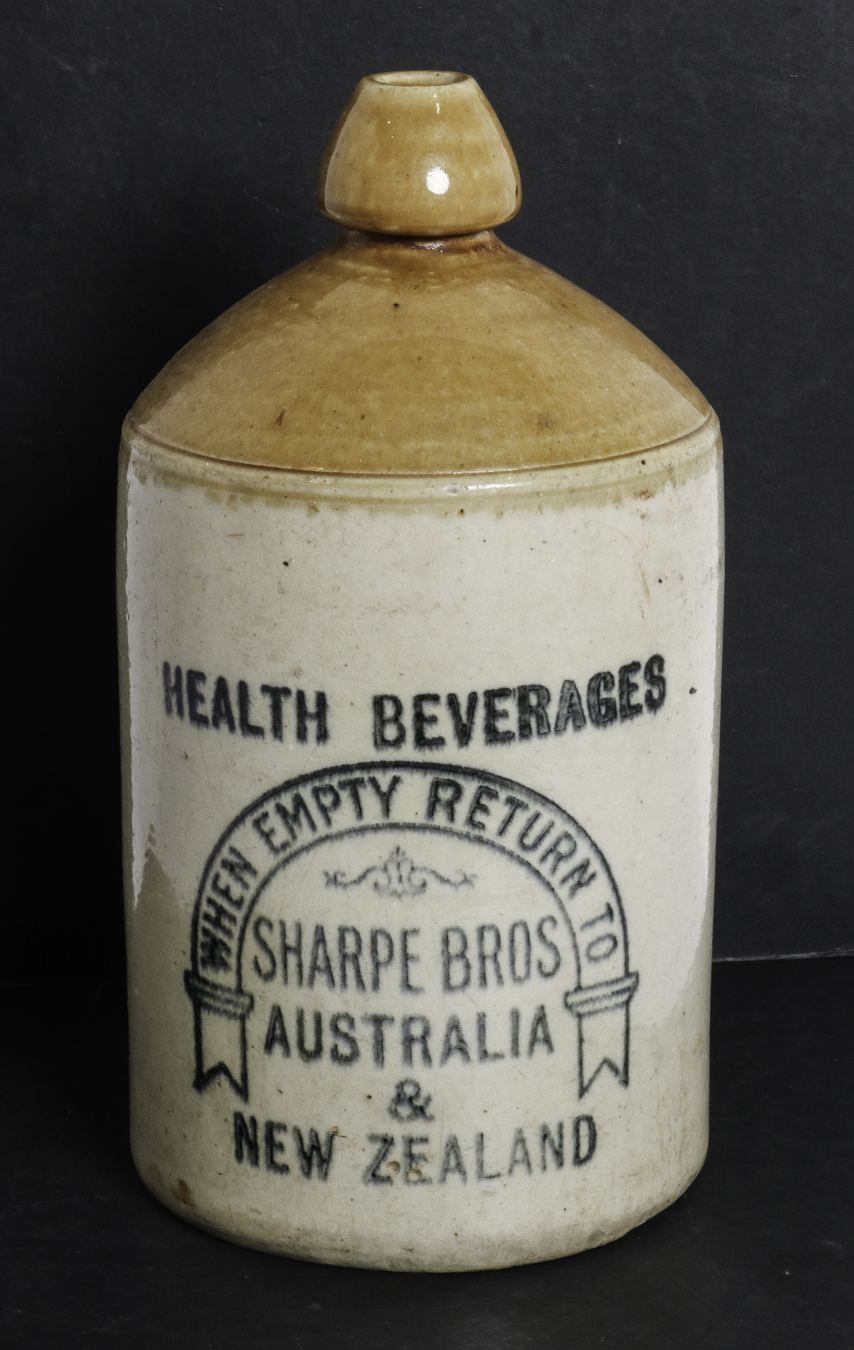 HEALTH BEVERAGES
WHEN EMPTY RETURN TO
SHARPE BROS
AUSTRALIA
&
NEW ZEALAND